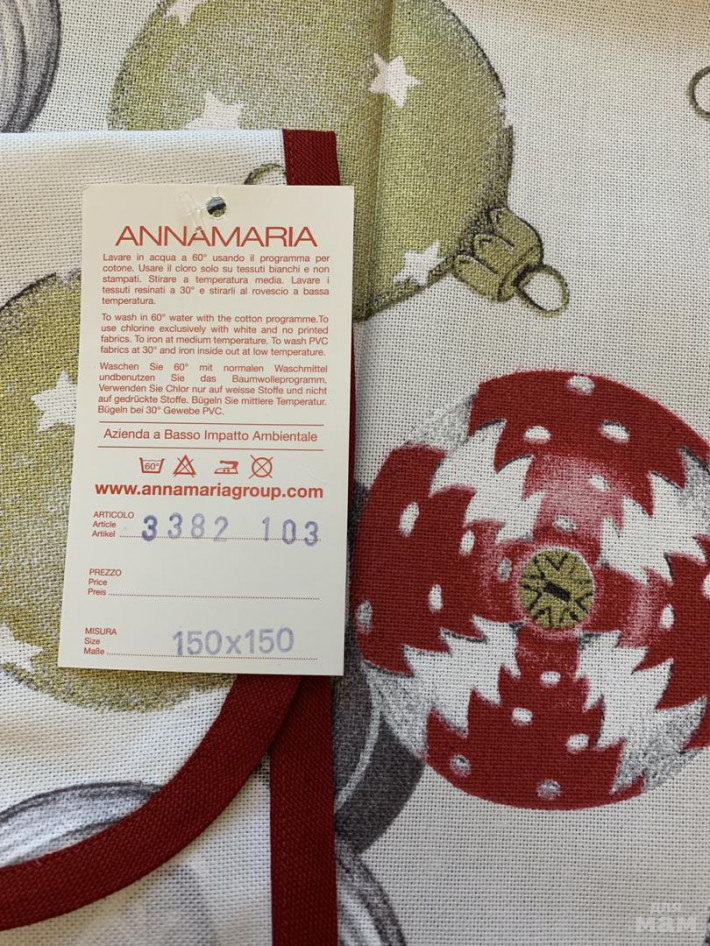 ANNAMARIA
Lavare in acqua a 60° usando il programma per
cotone. Usare il cloro solo su tessuti bianchi e non
stampati. Stirare a temperatura media. Lavare i
tessuti resinati a 30° e stirarli al rovescio a bassa
temperatura.
To wash in 60° water with the cotton programme.To
use chlorine exclusively with white and no printed
fabrics. To iron at medium temperature. To wash PVC
fabrics at 30° and iron inside out at low temperature.
Waschen Sie 60° mit normalen Waschmittel
undbenutzen Sie das Baumwolleprogramm.
Verwenden Sie Chlor nur auf weisse Stoffe und nicht
auf gedrückte Stoffe. Bügeln Sie mittlere Temperatur.
Bügeln bei 30° Gewebe PVC.
Azienda a Basso Impatto Ambientale
60°
www.annamariagroup.com
ARTICOLO
Article
Artikel 3382 103
PREZZO
Price
Preis
MISURA
Size
Maße 150x150
M&M